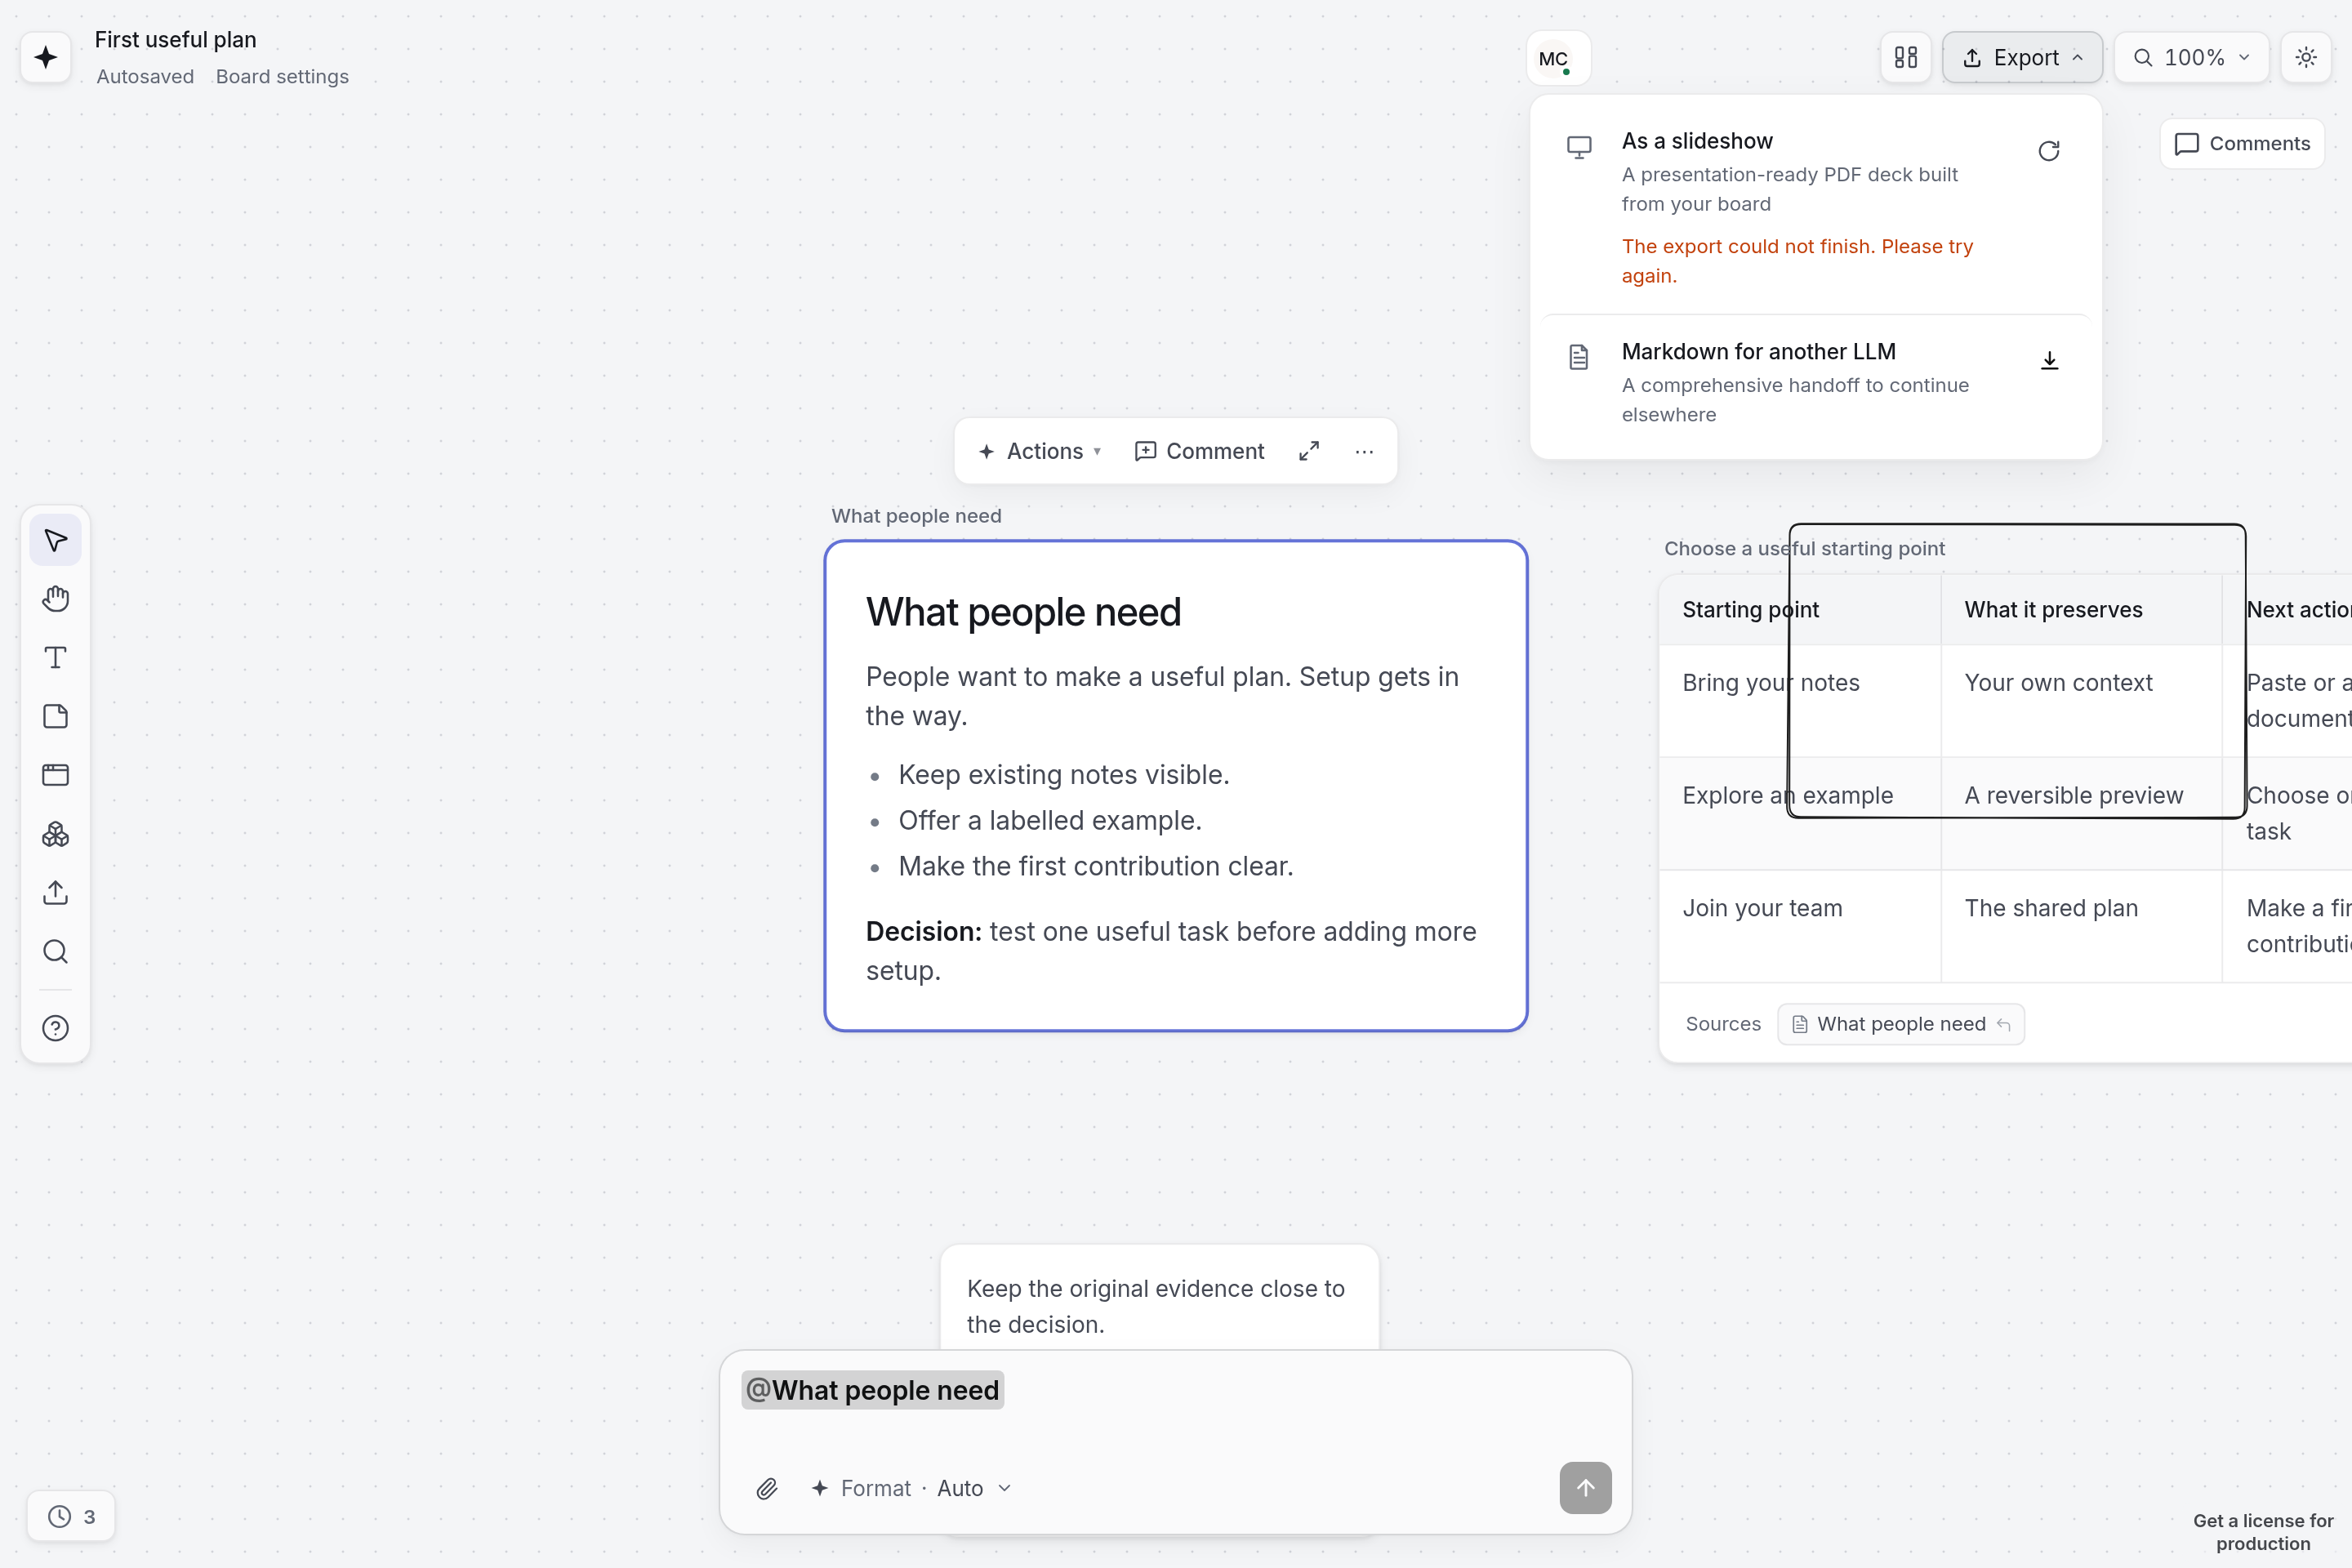 First useful plan
Autosaved Board settings
MC
Export
100%
As a slideshow
A presentation-ready PDF deck built
from your board
The export could not finish. Please try
again.
Markdown for another LLM
A comprehensive handoff to continue
elsewhere
Comments
Actions Comment
What people need
What people need
People want to make a useful plan. Setup gets in
the way.
• Keep existing notes visible.
• Offer a labelled example.
• Make the first contribution clear.
Decision: test one useful task before adding more
setup.
Choose a useful starting point
Starting point What it preserves Next
Bring your notes Your own context Paste or
document
Explore an example A reversible preview Choose
task
Join your team The shared plan Make a
Sources What people need
Keep the original evidence close to
the decision.
@What people need
Format · Auto
3
Get a license for
production